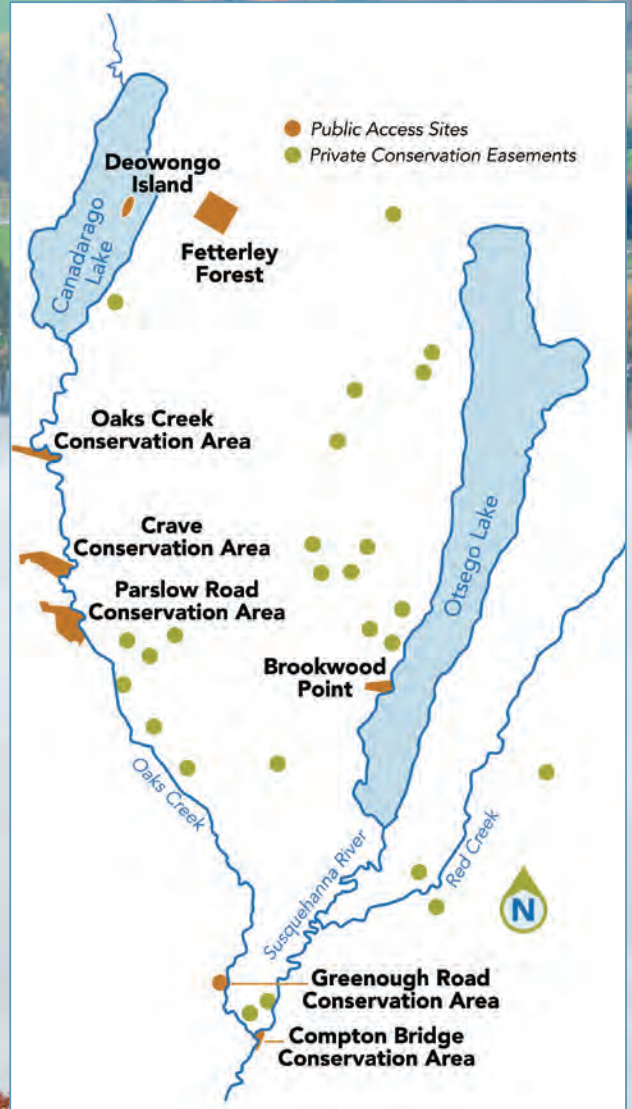 Public Access Sites
Private Conservation Easements
Deowongo
Island
Canadarago
Lake
Fetterley
Forest
Oaks Creek
Conservation Area
Crave
Conservation Area
Parslow Road
Conservation Area
Otsego Lake
Brookwood
Point
Oaks Creek
Susquehanna River
Red Creek
N
Greenough Road
Conservation Area
Compton Bridge
Conservation Area